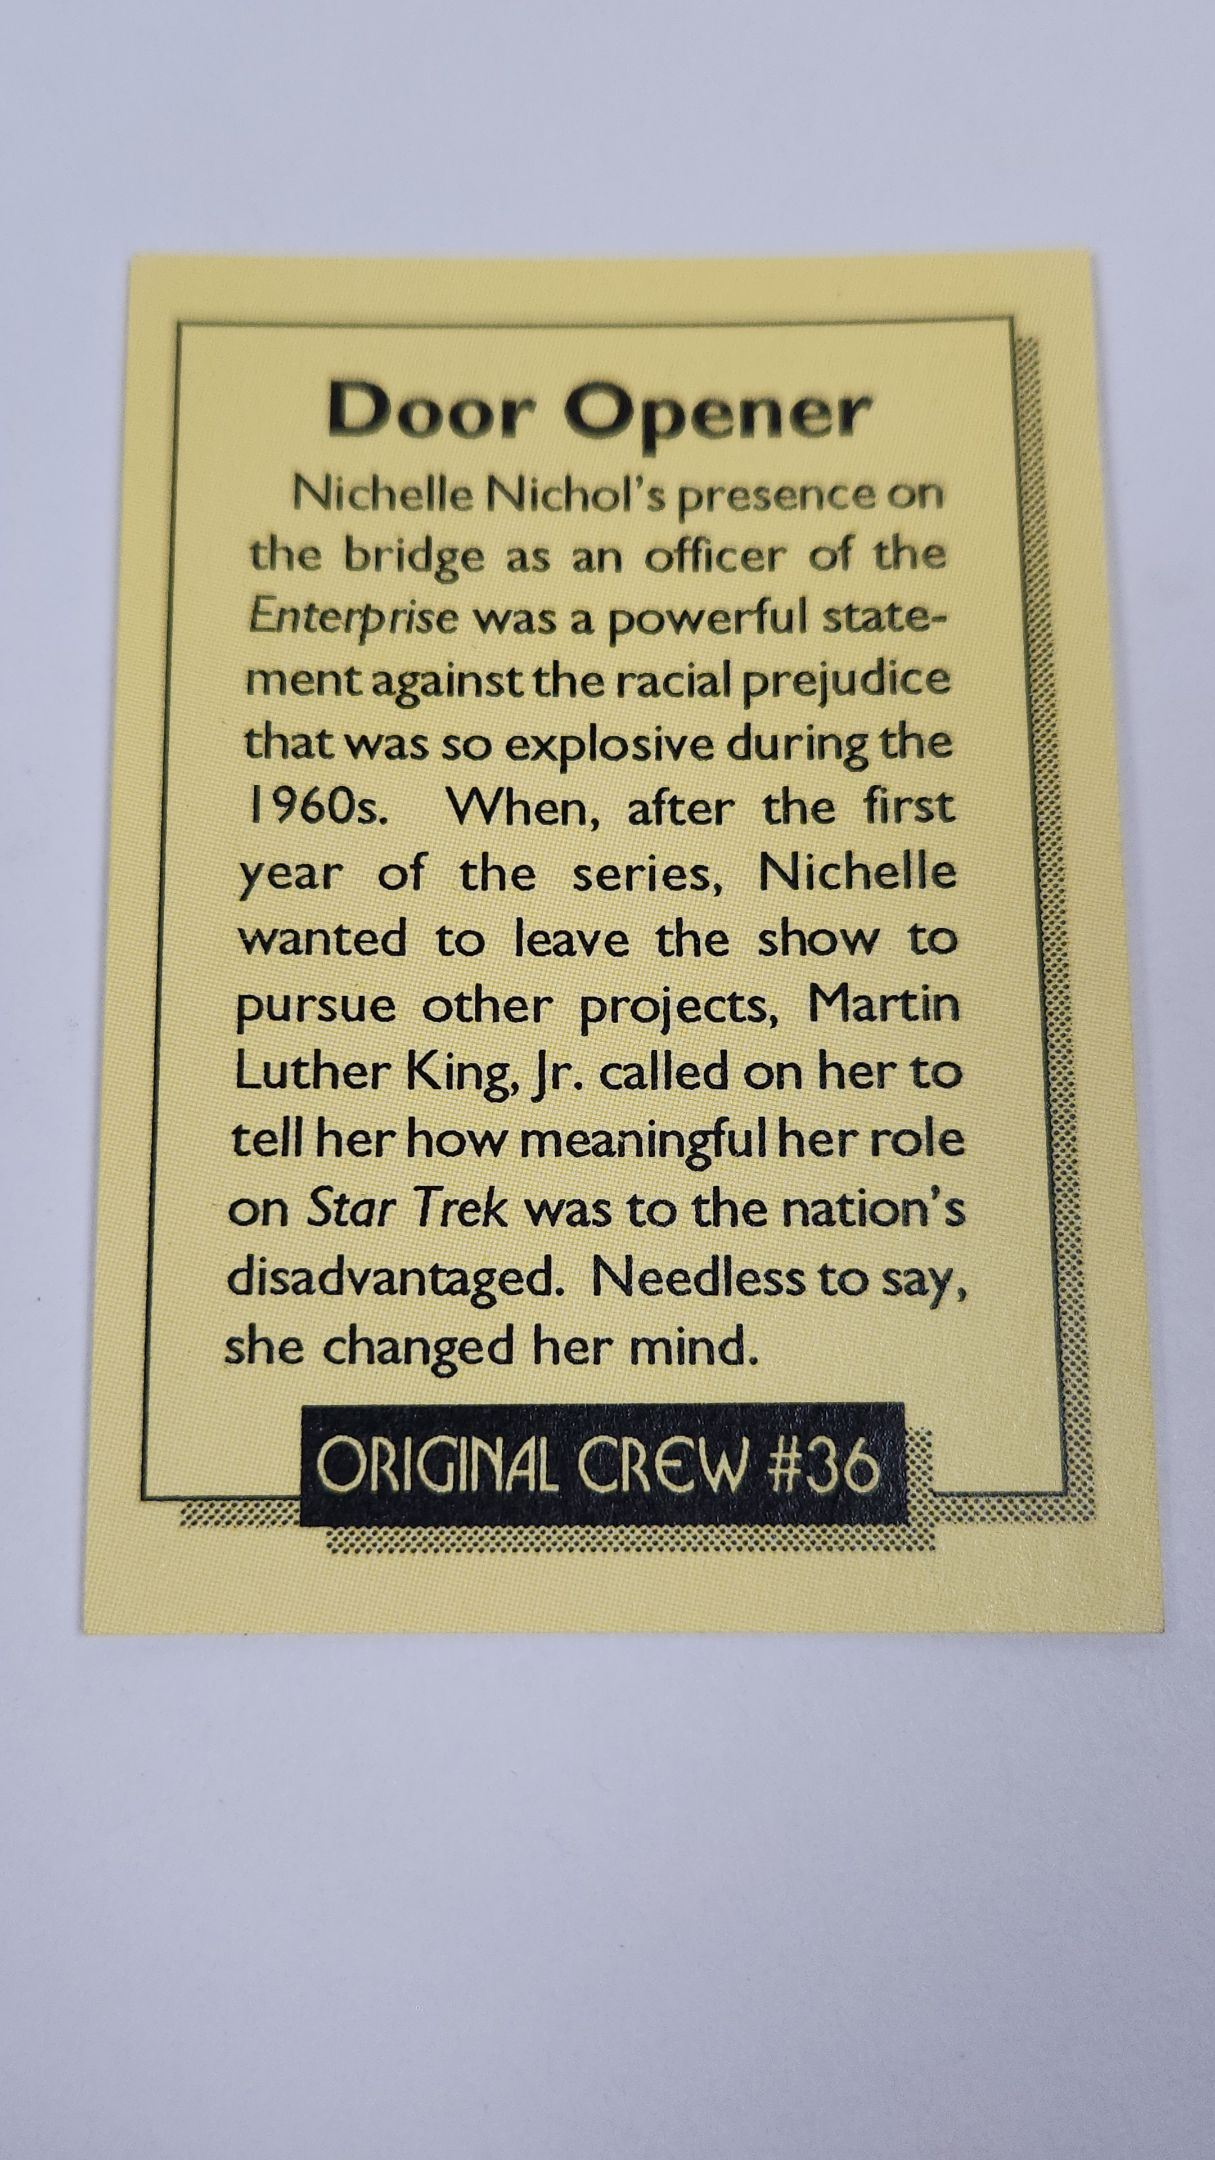 Door Opener
Nichelle Nichol's presence on
the bridge as an officer of the
Enterprise was a powerful state-
ment against the racial prejudice
that was so explosive during the
1960s. When, after the first
year of the series, Nichelle
wanted to leave the show to
pursue other projects, Martin
Luther King, Jr. called on her to
tell her how meaningful her role
on Star Trek was to the nation's
disadvantaged. Needless to say,
she changed her mind.
ORIGINAL CREW #36